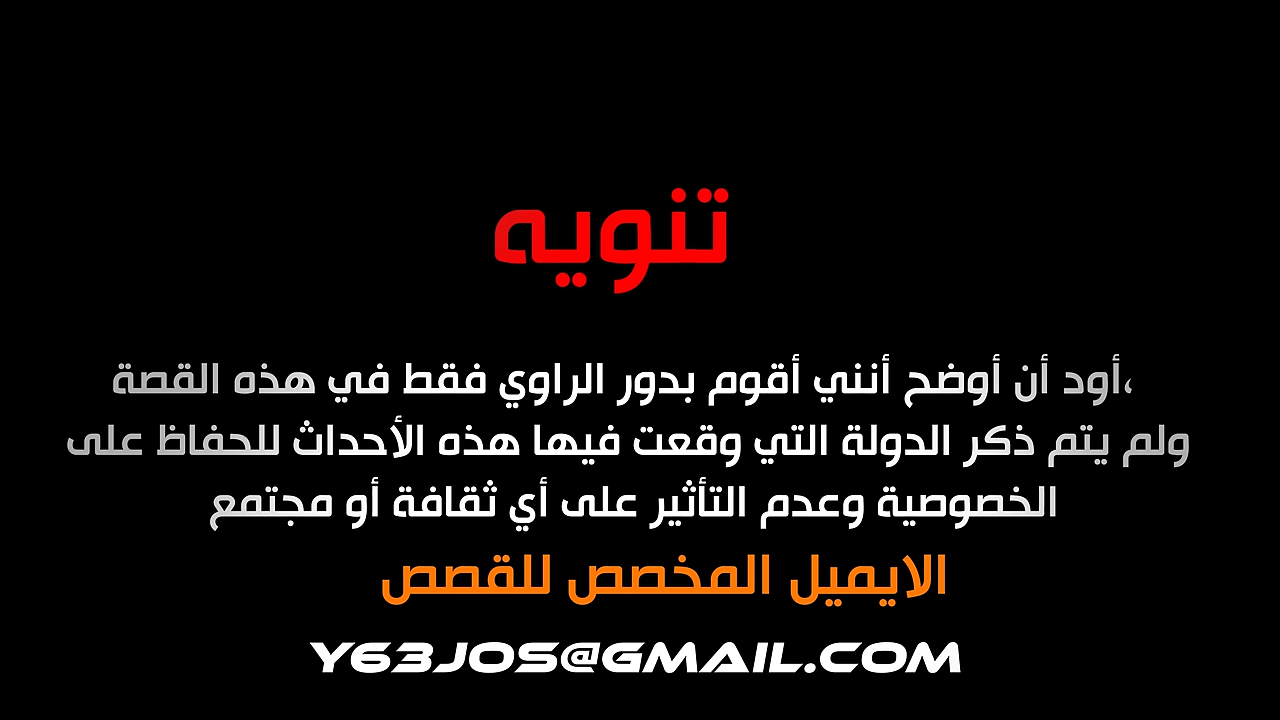 تنويه
،أود أن أوضح أنني أقوم بدور الراوي فقط في هذه القصة
ولم يتم ذكر الدولة التي وقعت فيها هذه الأحداث للحفاظ على
الخصوصية وعدم التأثير على أي ثقافة أو مجتمع
الايميل المخصص للقصص
Y63JOS@GMAIL.COM